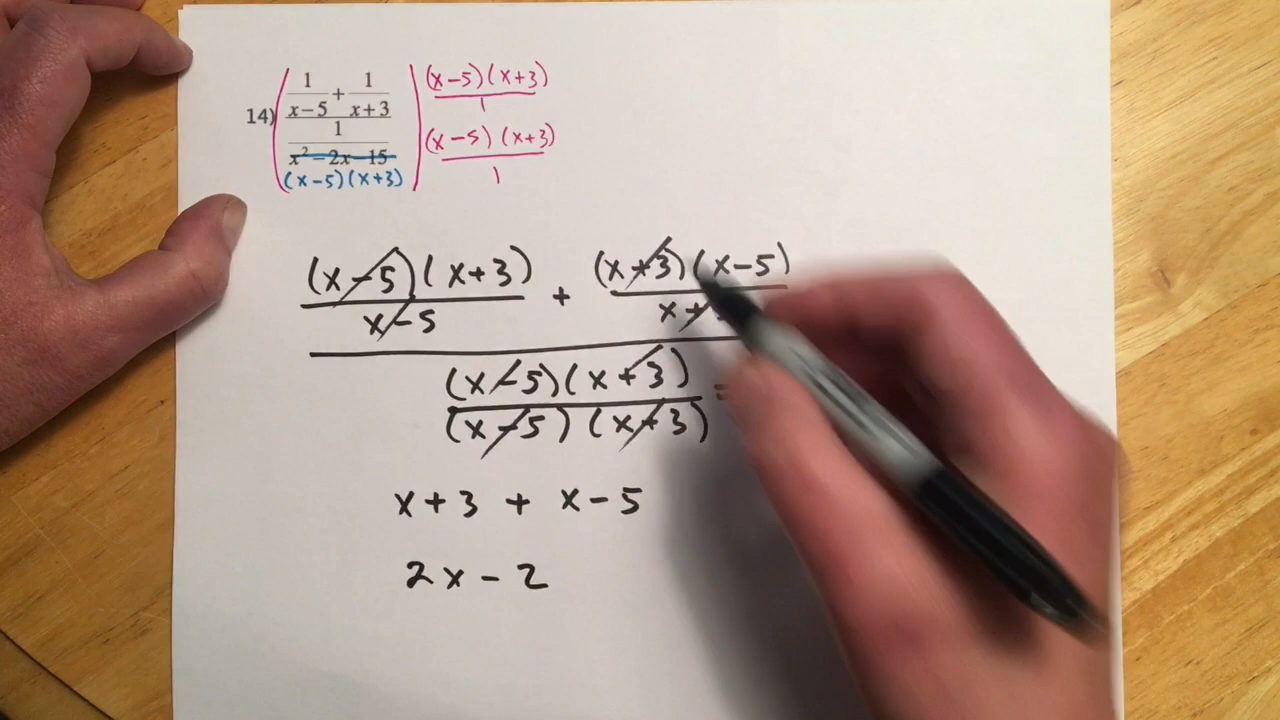 1 1 (x-5)(x+3)
x-5 + x+3 1
14) 1 (x-5)(x+3)
x²-2x-15 1
(x-5)(x+3)
(x-5)(x+3) + (x+3)(x-5)
x-5 x+
(x-5)(x+3)
(x-5)(x+3)
x+3 + x-5
2x-2